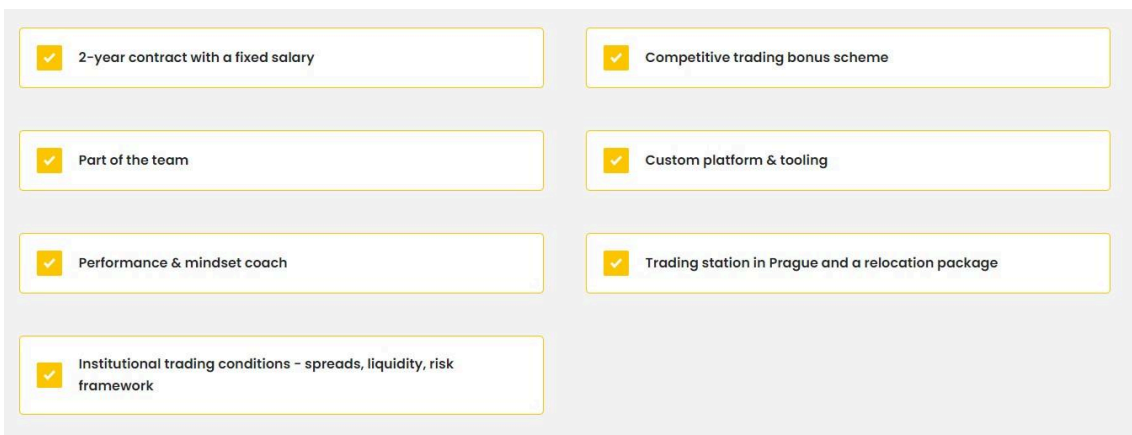 2-year contract with a fixed salary
Competitive trading bonus scheme
Part of the team
Custom platform & tooling
Performance & mindset coach
Trading station in Prague and a relocation package
Institutional trading conditions - spreads, liquidity, risk
framework